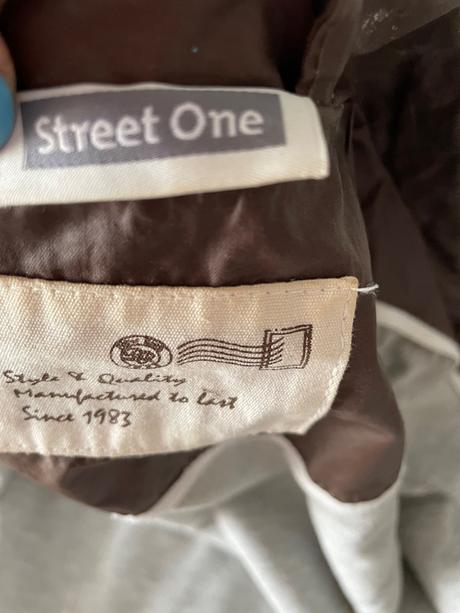 Street One
Style & Quality
Manufactured to last
Since 1983